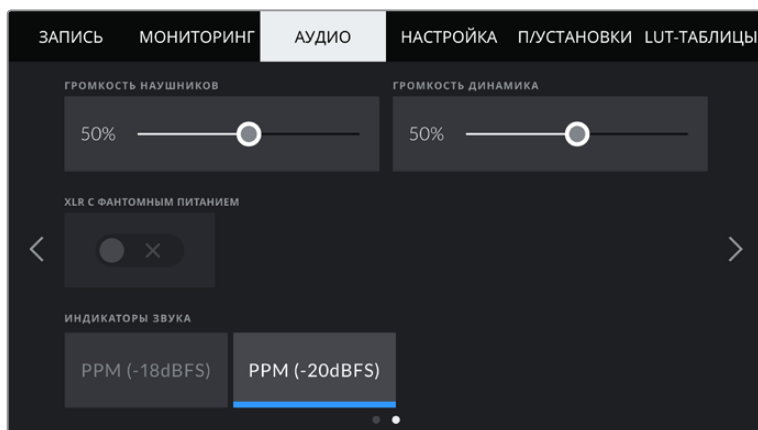 ЗАПИСЬ МОНИТОРИНГ АУДИО НАСТРОЙКА П/УСТАНОВКИ LUT-ТАБЛИЦЫ
ГРОМКОСТЬ НАУШНИКОВ ГРОМКОСТЬ ДИНАМИКА
50% 50%
XLR С ФАНТОМНЫМ ПИТАНИЕМ
ИНДИКАТОРЫ ЗВУКА
PPM (-18dBFS) PPM (-20dBFS)